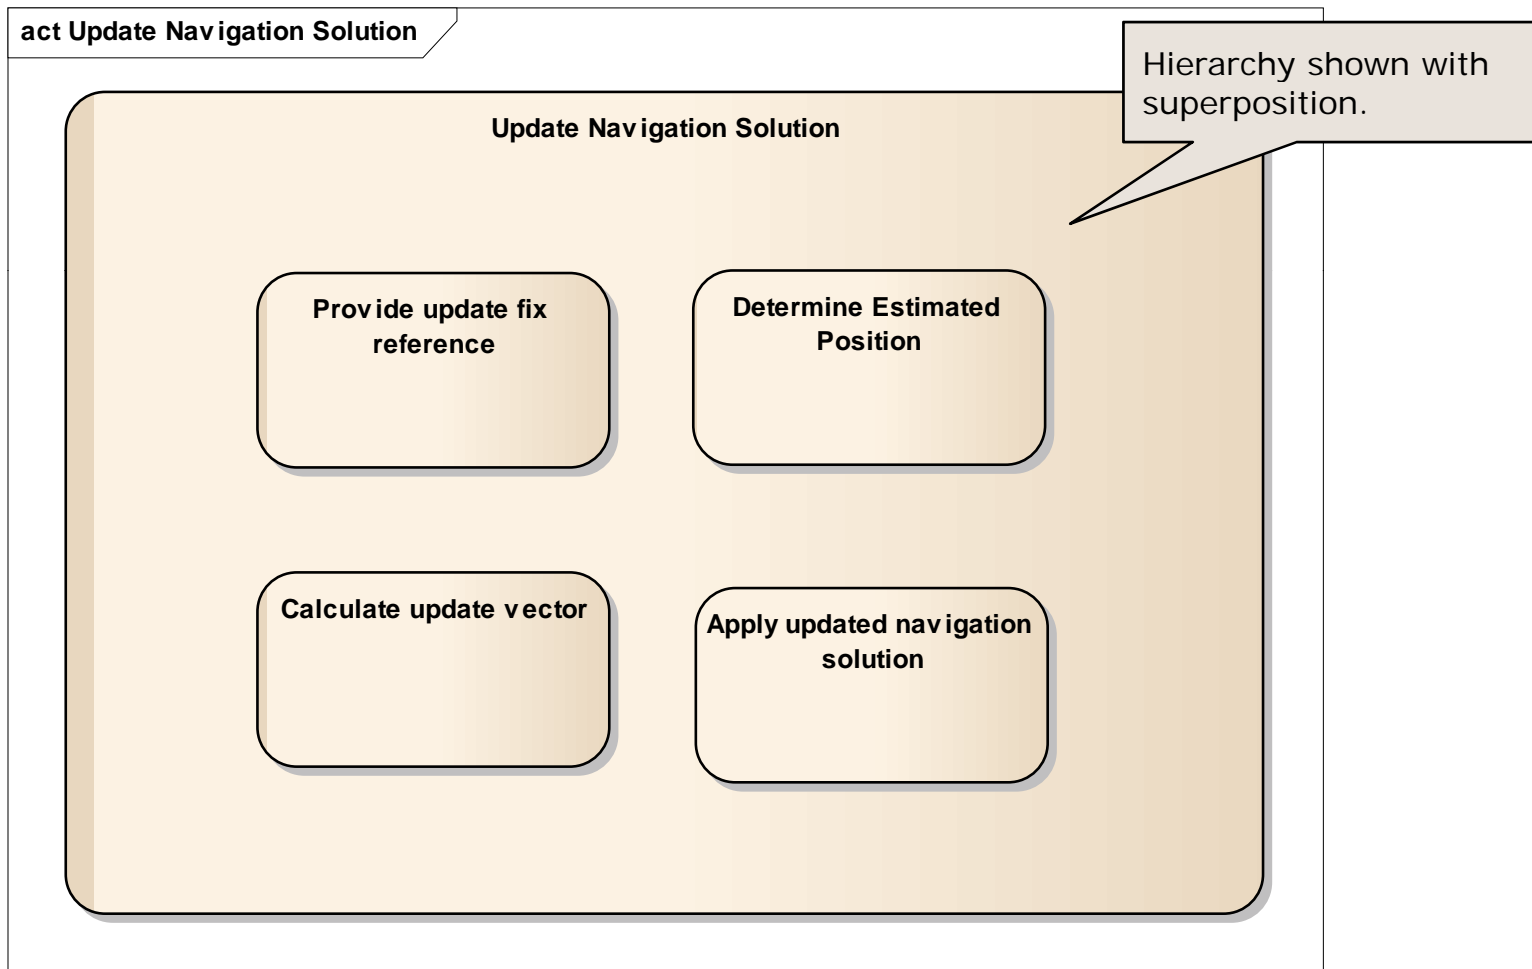 act Update Navigation Solution
Hierarchy shown with
superposition.
Update Navigation Solution
Provide update fix
reference
Determine Estimated
Position
Calculate update vector
Apply updated navigation
solution